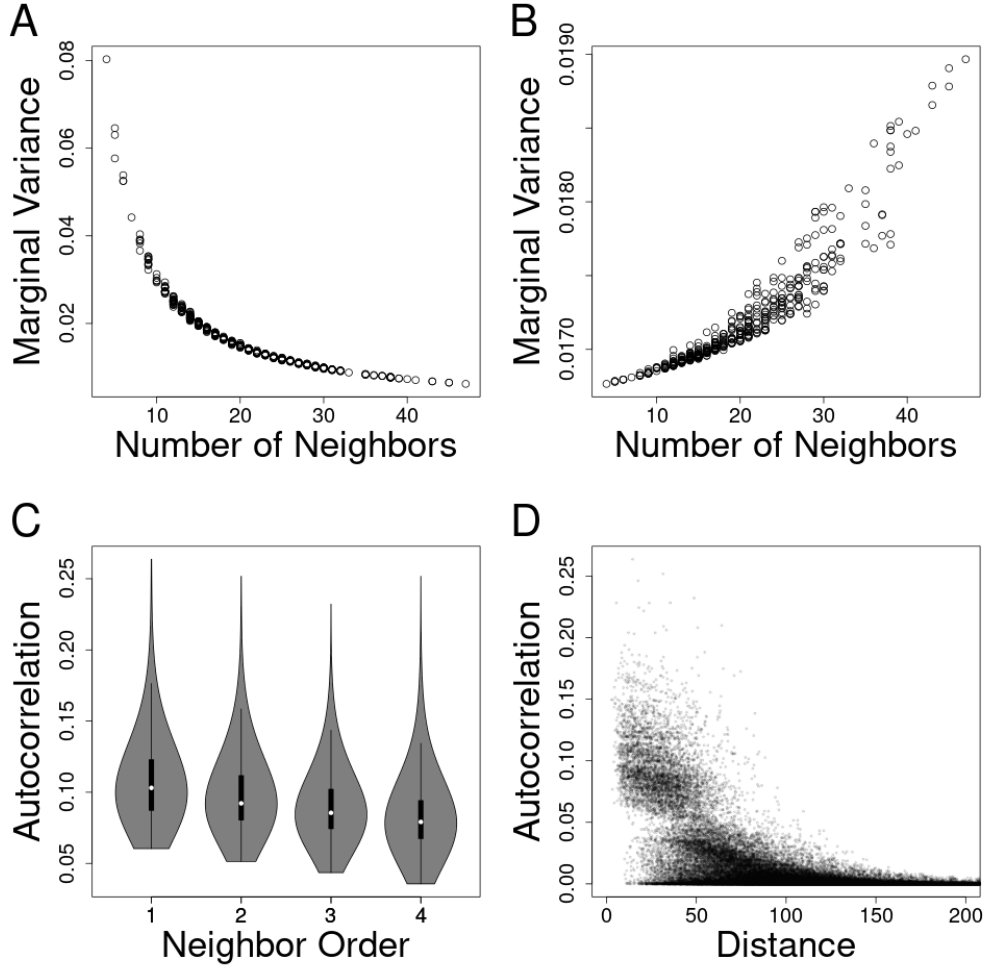 A
Marginal Variance
0.08
0.06
0.04
0.02
10 20 30 40
Number of Neighbors
B
Marginal Variance
0.0190
0.0180
0.0170
10 20 30 40
Number of Neighbors
C
Autocorrelation
0.25
0.20
0.15
0.10
0.05
1 2 3 4
Neighbor Order
D
Autocorrelation
0.25
0.20
0.15
0.10
0.05
0.00
0 50 100 150 200
Distance